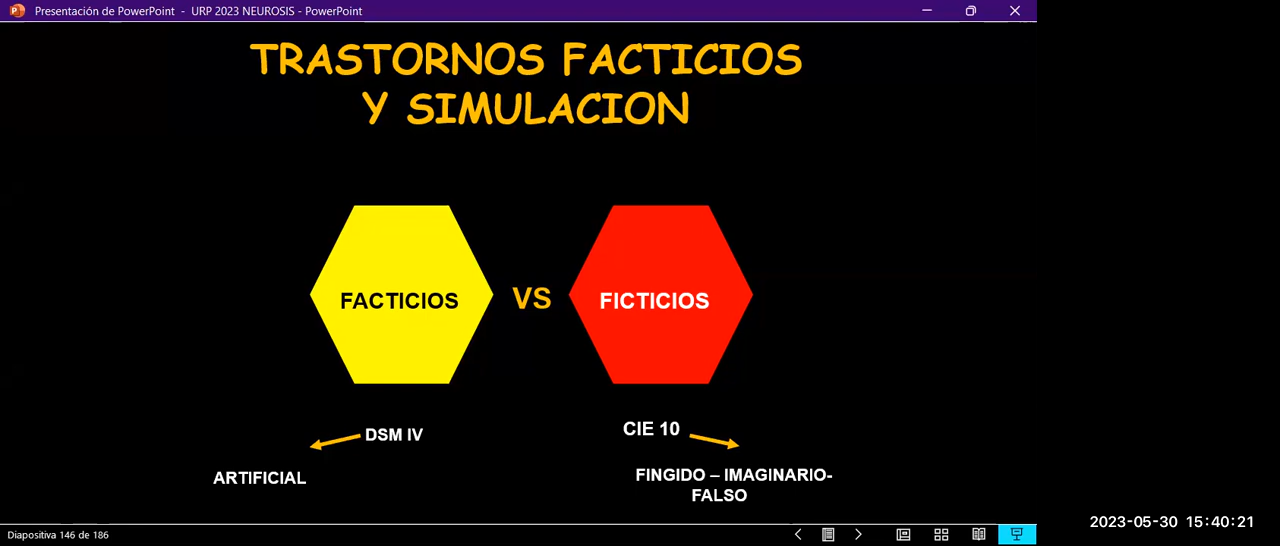 Presentación de PowerPoint - URP 2023 NEUROSIS - PowerPoint
TRASTORNOS FACTICIOS
Y SIMULACION
FACTICIOS
VS
FICTICIOS
DSM IV
CIE 10
ARTIFICIAL
FINGIDO – IMAGINARIO-
FALSO
Diapositiva 146 de 186
2023-05-30 15:40:21